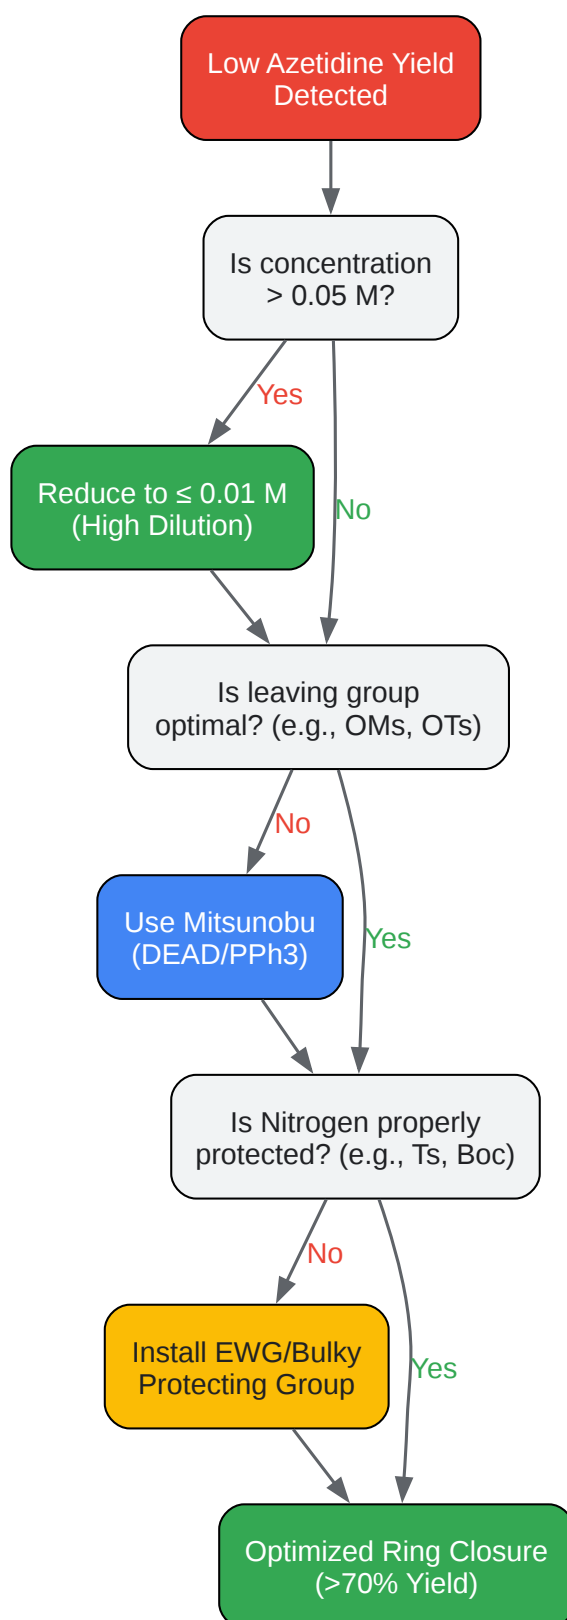 Low Azetidine Yield
Detected
Is concentration
> 0.05 M?
Yes
Reduce to ≤ 0.01 M
(High Dilution)
No
Is leaving group
optimal? (e.g., OMs, OTs)
No
Use Mitsunobu
(DEAD/PPh3)
Yes
Is Nitrogen properly
protected? (e.g., Ts, Boc)
No
Install EWG/Bulky
Protecting Group
Yes
Optimized Ring Closure
(>70% Yield)